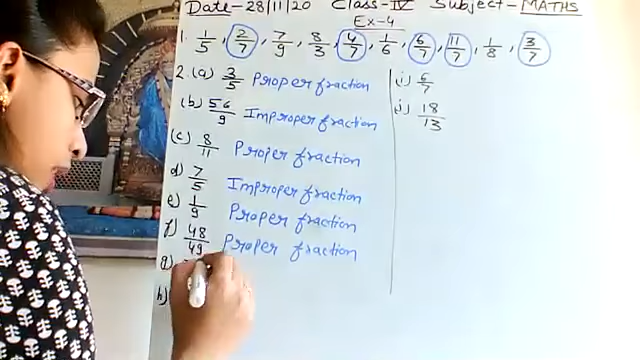 Date-28/11/20 Class-IV Subject-MATHS
Ex-4
1. 1/5, 2/7, 7/9, 8/3, 4/7, 1/6, 6/7, 11/7, 1/8, 3/7
2.(a) 3/5 Proper fraction
(b) 56/9 Improper fraction
(c) 8/11 Proper fraction
d) 7/5 Improper fraction
e) 1/9 Proper fraction
f) 48/49 Proper fraction
g)
h)
(i) 6/7
(j) 18/13